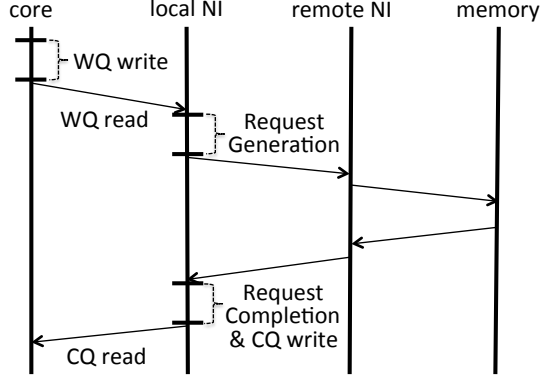 core local NI remote NI memory
WQ write
WQ read
Request
Generation
Request
Completion
& CQ write
CQ read